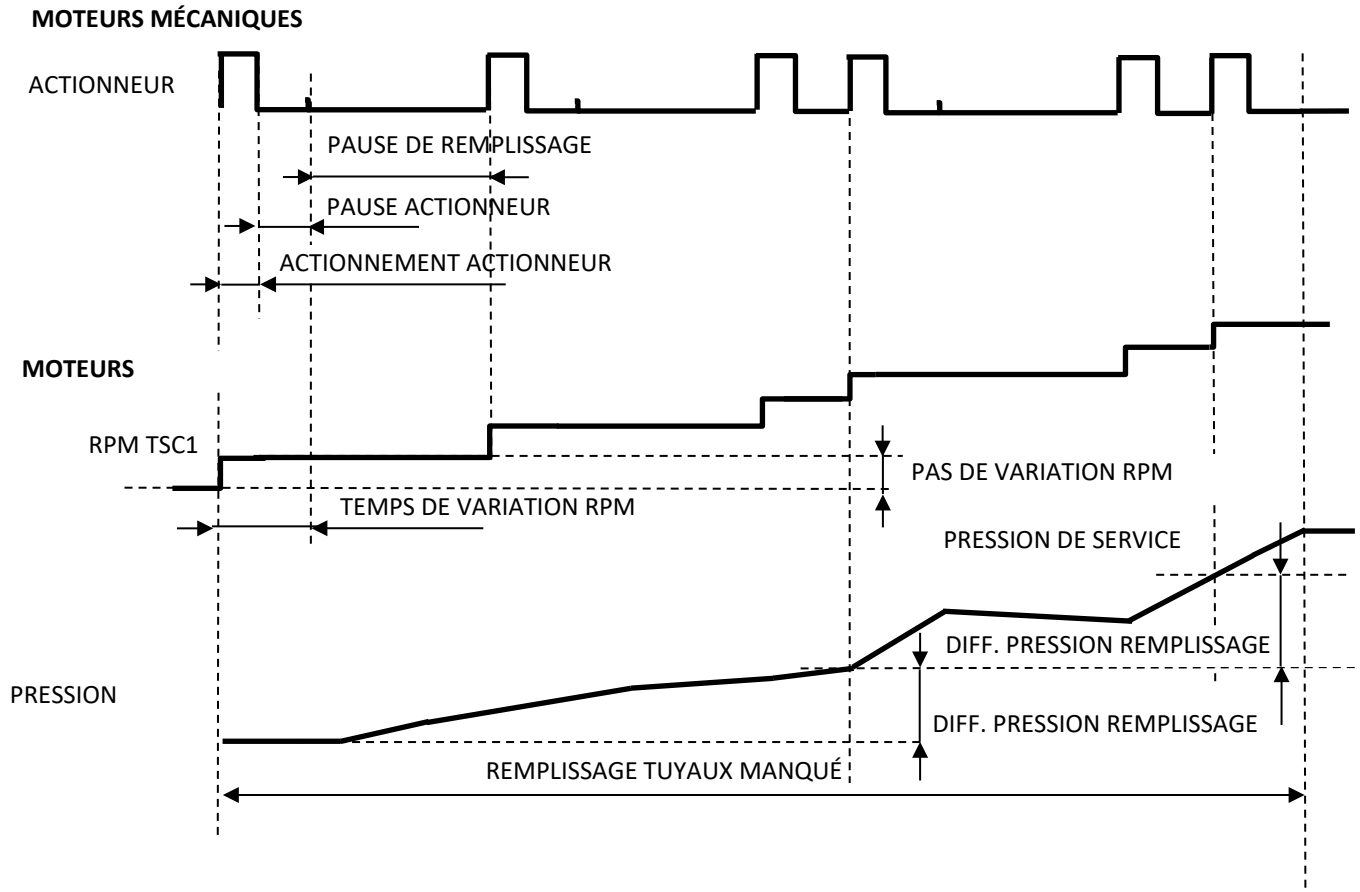 MOTEURS MÉCANIQUES
ACTIONNEUR
PAUSE DE REMPLISSAGE
PAUSE ACTIONNEUR
ACTIONNEMENT ACTIONNEUR
MOTEURS
RPM TSC1
PAS DE VARIATION RPM
TEMPS DE VARIATION RPM
PRESSION DE SERVICE
DIFF. PRESSION REMPLISSAGE
PRESSION
DIFF. PRESSION REMPLISSAGE
REMPLISSAGE TUYAUX MANQUÉ